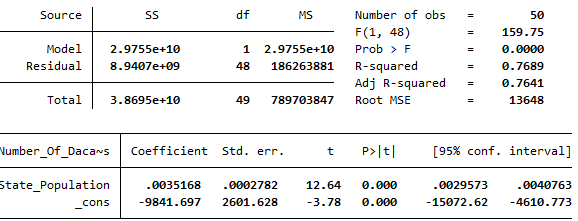 Source SS df MS Number of obs = 50
F(1, 48) = 159.75
Model 2.9755e+10 1 2.9755e+10 Prob > F = 0.0000
Residual 8.9407e+09 48 186263881 R-squared = 0.7689
Adj R-squared = 0.7641
Total 3.8695e+10 49 789703847 Root MSE = 13648
Number_Of_Daca~s Coefficient Std. err. t P>|t| [95% conf. interval]
State_Population .0035168 .0002782 12.64 0.000 .0029573 .0040763
_cons -9841.697 2601.628 -3.78 0.000 -15072.62 -4610.773